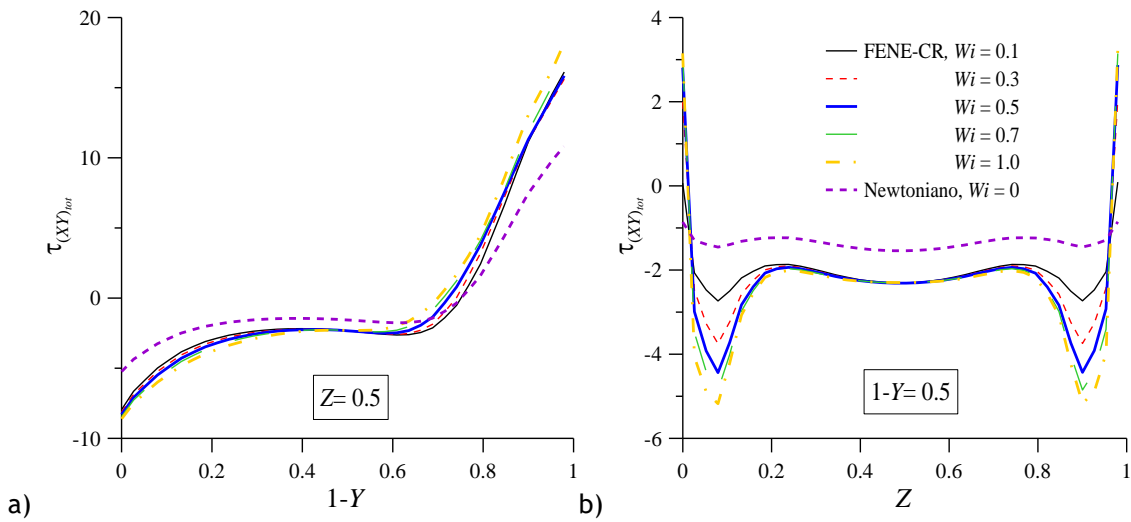 20
10
0
-10
τ(XY)tot
0
0.2
0.4
0.6
0.8
1
1-Y
Z= 0.5
a)
4
2
0
-2
-4
-6
τ(XY)tot
0
0.2
0.4
0.6
0.8
1
Z
FENE-CR, Wi = 0.1
Wi = 0.3
Wi = 0.5
Wi = 0.7
Wi = 1.0
Newtoniano, Wi = 0
1-Y= 0.5
b)